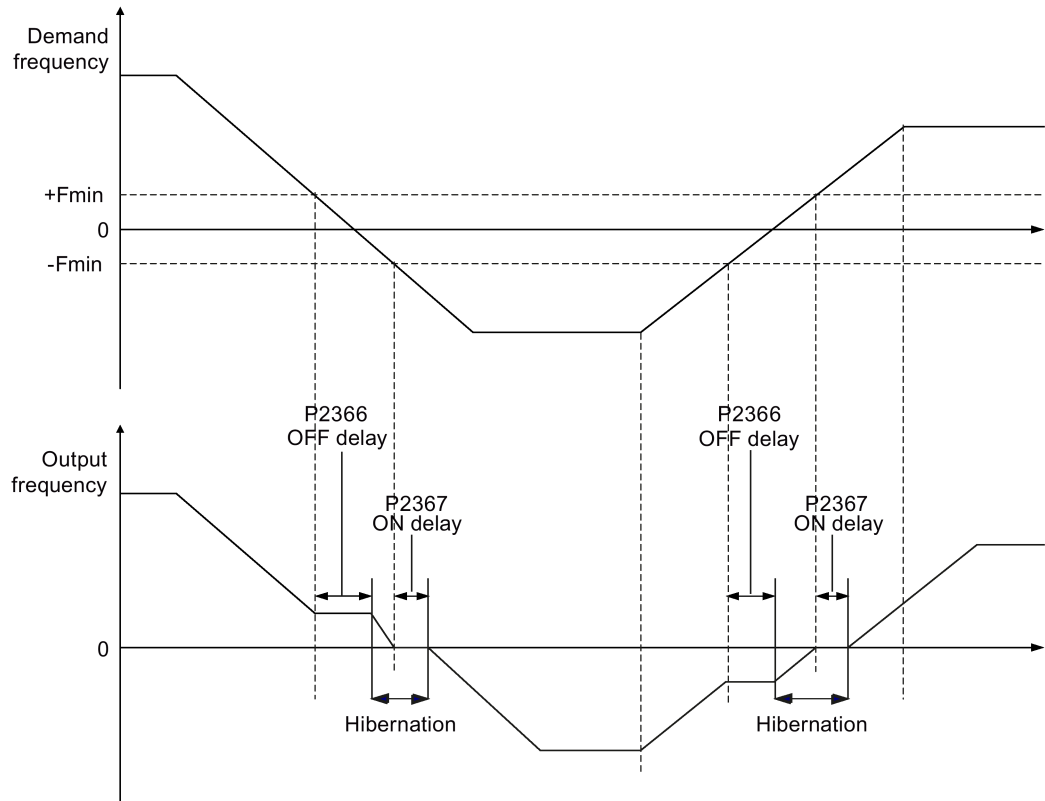 Demand
frequency
+Fmin
0
-Fmin
P2366
OFF delay
P2366
OFF delay
Output
frequency
P2367
ON delay
P2367
ON delay
0
Hibernation
Hibernation